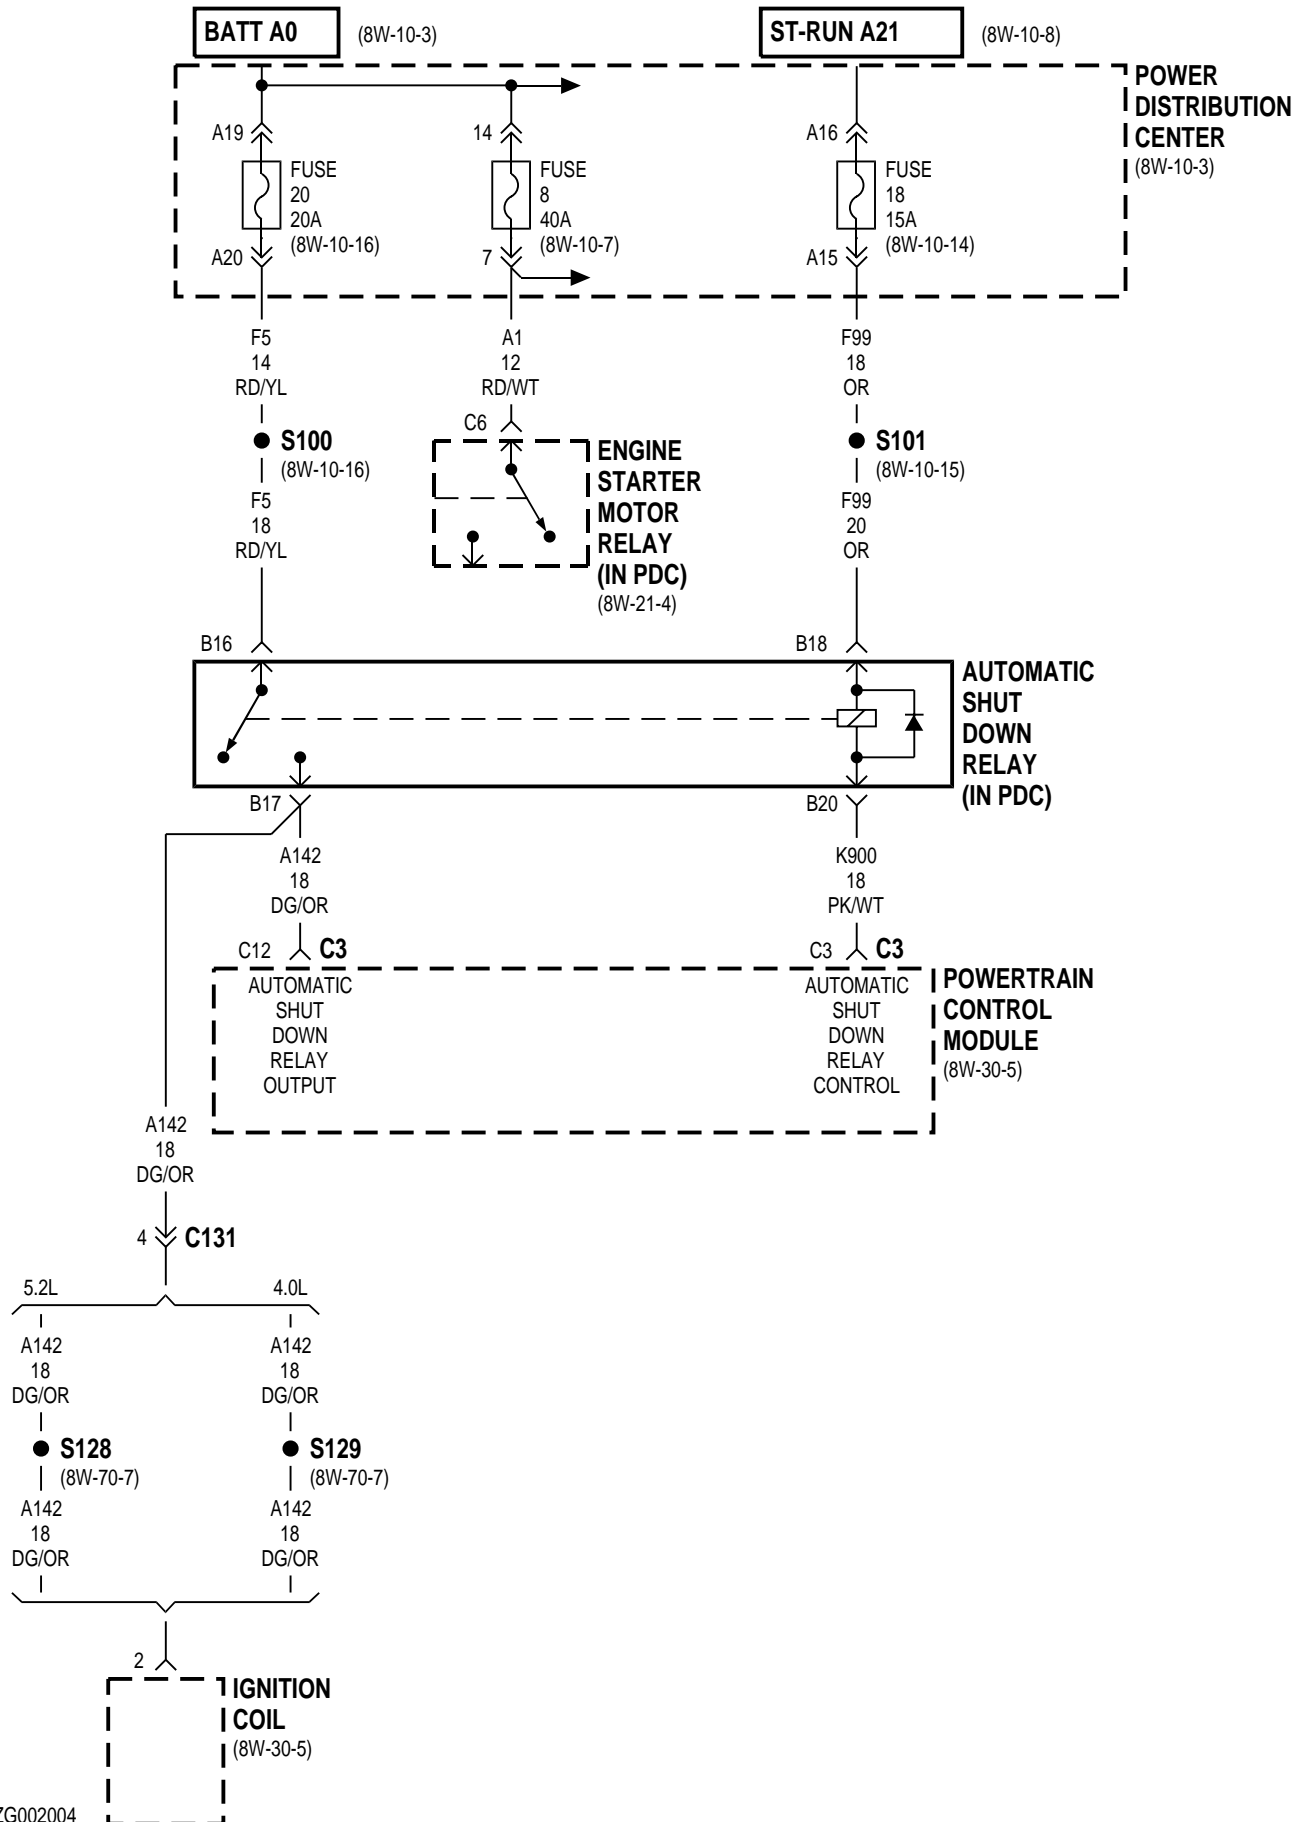 BATT A0
(8W-10-3)
ST-RUN A21
(8W-10-8)
POWER
DISTRIBUTION
CENTER
(8W-10-3)
A19
FUSE
20
20A
(8W-10-16)
A20
14
FUSE
8
40A
(8W-10-7)
7
A16
FUSE
18
15A
(8W-10-14)
A15
F5
14
RD/YL
S100
(8W-10-16)
F5
18
RD/YL
A1
12
RD/WT
C6
ENGINE
STARTER
MOTOR
RELAY
(IN PDC)
(8W-21-4)
F99
18
OR
S101
(8W-10-15)
F99
20
OR
B16
B18
AUTOMATIC
SHUT
DOWN
RELAY
(IN PDC)
B17
B20
A142
18
DG/OR
C12
C3
K900
18
PK/WT
C3
C3
AUTOMATIC
SHUT
DOWN
RELAY
OUTPUT
AUTOMATIC
SHUT
DOWN
RELAY
CONTROL
POWERTRAIN
CONTROL
MODULE
(8W-30-5)
A142
18
DG/OR
4
C131
5.2L
4.0L
A142
18
DG/OR
S128
(8W-70-7)
A142
18
DG/OR
A142
18
DG/OR
S129
(8W-70-7)
A142
18
DG/OR
2
IGNITION
COIL
(8W-30-5)
ZG002004